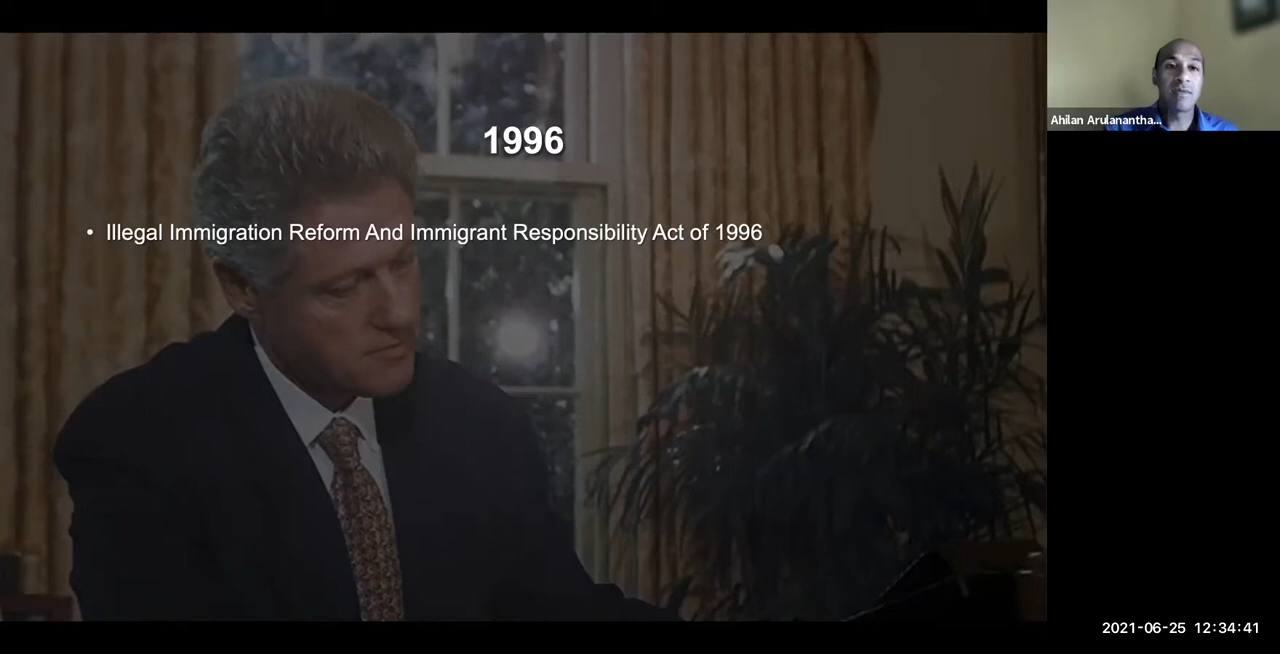 1996
• Illegal Immigration Reform And Immigrant Responsibility Act of 1996
Ahilan Arulanantha...
2021-06-25 12:34:41